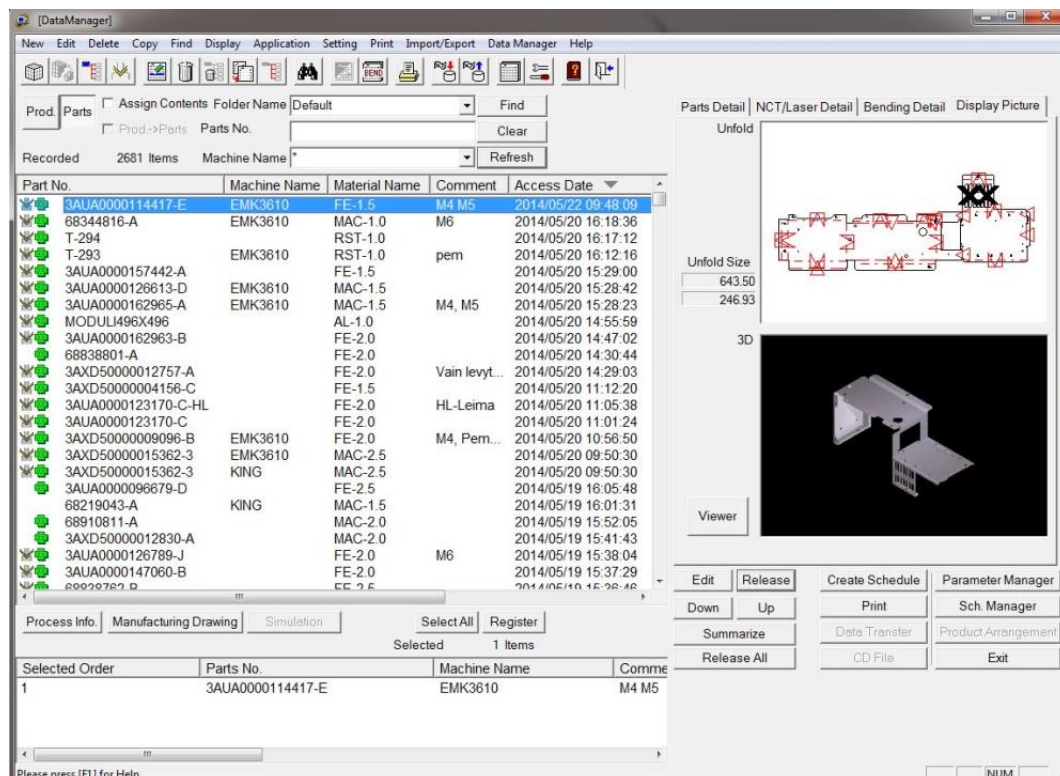 [DataManager]
New Edit Delete Copy Find Display Application Setting Print Import/Export Data Manager Help
BEND
Prod. Parts Assign Contents Folder Name Default Find
Prod.->Parts Parts No. Clear
Recorded 2681 Items Machine Name * Refresh
Parts Detail NCT/Laser Detail Bending Detail Display Picture
Part No. Machine Name Material Name Comment Access Date
3AUA0000114417-E EMK3610 FE-1.5 M4 M5 2014/05/22 09:48:09
68344816-A EMK3610 MAC-1.0 M6 2014/05/20 16:18:36
T-294 RST-1.0 2014/05/20 16:17:12
T-293 EMK3610 RST-1.0 pem 2014/05/20 16:12:16
3AUA0000157442-A FE-1.5 2014/05/20 15:29:00
3AUA0000126613-D EMK3610 MAC-1.5 2014/05/20 15:28:42
3AUA0000162965-A EMK3610 MAC-1.5 M4, M5 2014/05/20 15:28:23
MODULI496X496 AL-1.0 2014/05/20 14:55:59
3AUA0000162963-B FE-2.0 2014/05/20 14:47:02
68838801-A FE-2.0 2014/05/20 14:30:44
3AXD50000012757-A FE-2.0 Vain levyt... 2014/05/20 14:29:03
3AXD50000004156-C FE-1.5 2014/05/20 11:12:20
3AUA0000123170-C-HL FE-2.0 HL-Leima 2014/05/20 11:05:38
3AUA0000123170-C FE-2.0 2014/05/20 11:01:24
3AXD50000009096-B EMK3610 FE-2.0 M4, Pem... 2014/05/20 10:56:50
3AXD50000015362-3 EMK3610 MAC-2.5 2014/05/20 09:50:30
3AXD50000015362-3 KING MAC-2.5 2014/05/20 09:50:30
3AUA0000096679-D FE-2.5 2014/05/19 16:05:48
68219043-A KING MAC-1.5 2014/05/19 16:01:31
68910811-A MAC-2.0 2014/05/19 15:52:05
3AXD50000012830-A MAC-2.0 2014/05/19 15:41:43
3AUA0000126789-J FE-2.0 M6 2014/05/19 15:38:04
3AUA0000147060-B FE-2.0 2014/05/19 15:37:29
Unfold
Unfold Size
643.50
246.93
3D
Viewer
Process Info. Manufacturing Drawing Simulation Select All Register
Selected 1 Items
Selected Order Parts No. Machine Name Comme
1 3AUA0000114417-E EMK3610 M4 M5
Edit Release Create Schedule Parameter Manager
Down Up Print Sch. Manager
Summarize Data Transfer Product Arrangement
Release All CD File Exit
Please press [F1] for Help
NUM